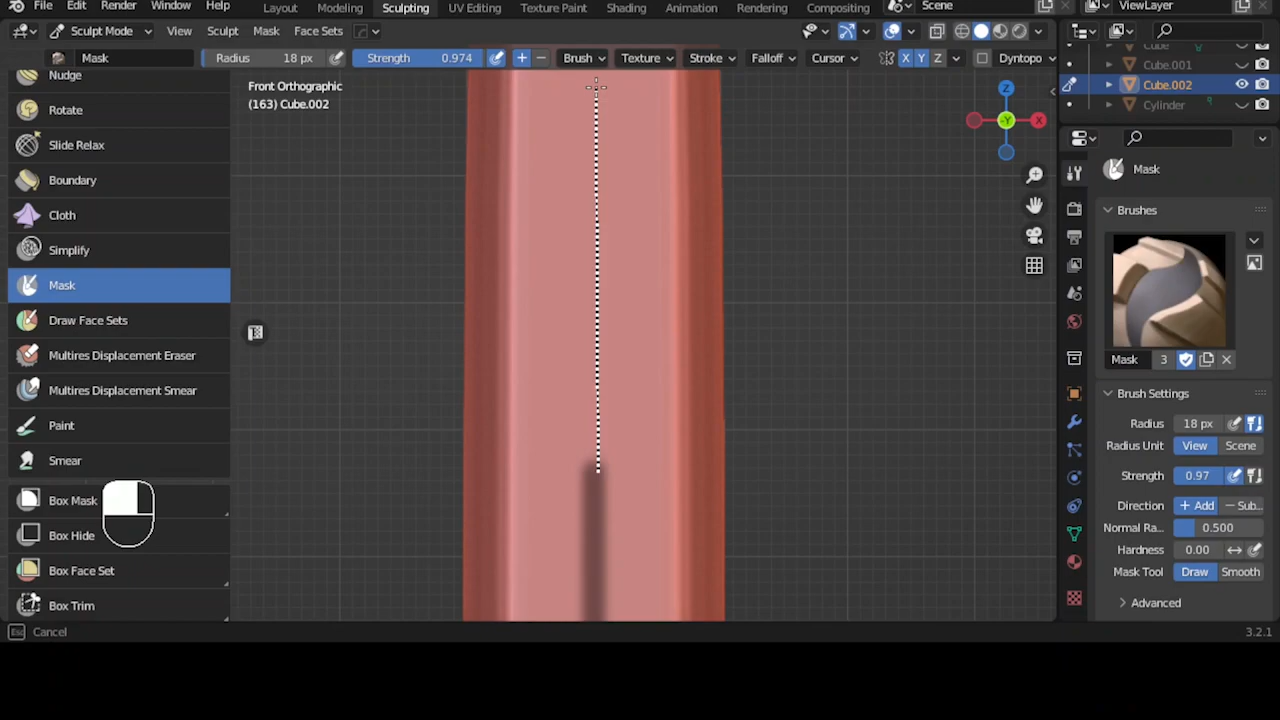 File Edit Render Window Help Layout Modeling Sculpting UV Editing Texture Paint Shading Animation Rendering Compositing Scene ViewLayer
Sculpt Mode View Sculpt Mask Face Sets
Mask Radius 18 px Strength 0.974 Brush Texture Stroke Falloff Cursor X Y Z Dyntopo
Nudge
Rotate
Slide Relax
Boundary
Cloth
Simplify
Mask
Draw Face Sets
Multires Displacement Eraser
Multires Displacement Smear
Paint
Smear
Box Mask
Box Hide
Box Face Set
Box Trim
Front Orthographic
(163) Cube.002
Z
-Y
X
Cube
Cube.001
Cube.002
Cylinder
Mask
Brushes
Mask 3
Brush Settings
Radius 18 px
Radius Unit View Scene
Strength 0.97
Direction + Add — Sub...
Normal Ra... 0.500
Hardness 0.00
Mask Tool Draw Smooth
Advanced
Esc Cancel 3.2.1